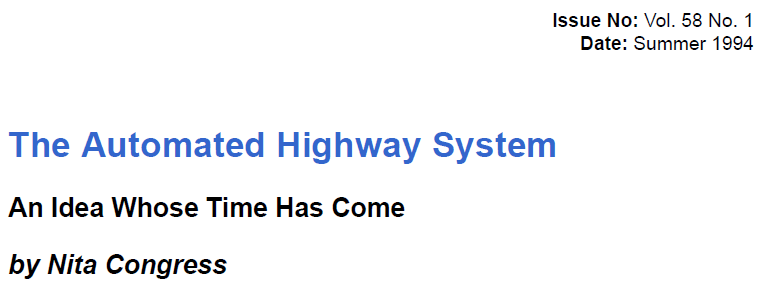 Issue No: Vol. 58 No. 1
Date: Summer 1994
The Automated Highway System
An Idea Whose Time Has Come
by Nita Congress